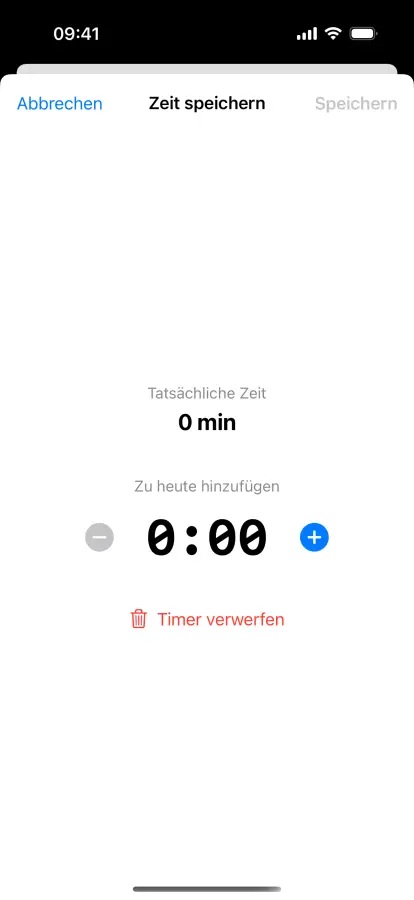 09:41
Abbrechen Zeit speichern Speichern
Tatsächliche Zeit
0 min
Zu heute hinzufügen
0:00
Timer verwerfen